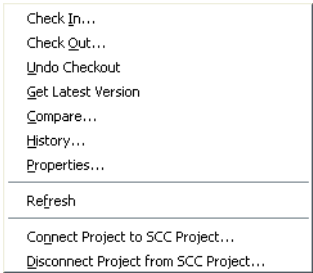 Check In...
Check Out...
Undo Checkout
Get Latest Version
Compare...
History...
Properties...
Refresh
Connect Project to SCC Project...
Disconnect Project from SCC Project...